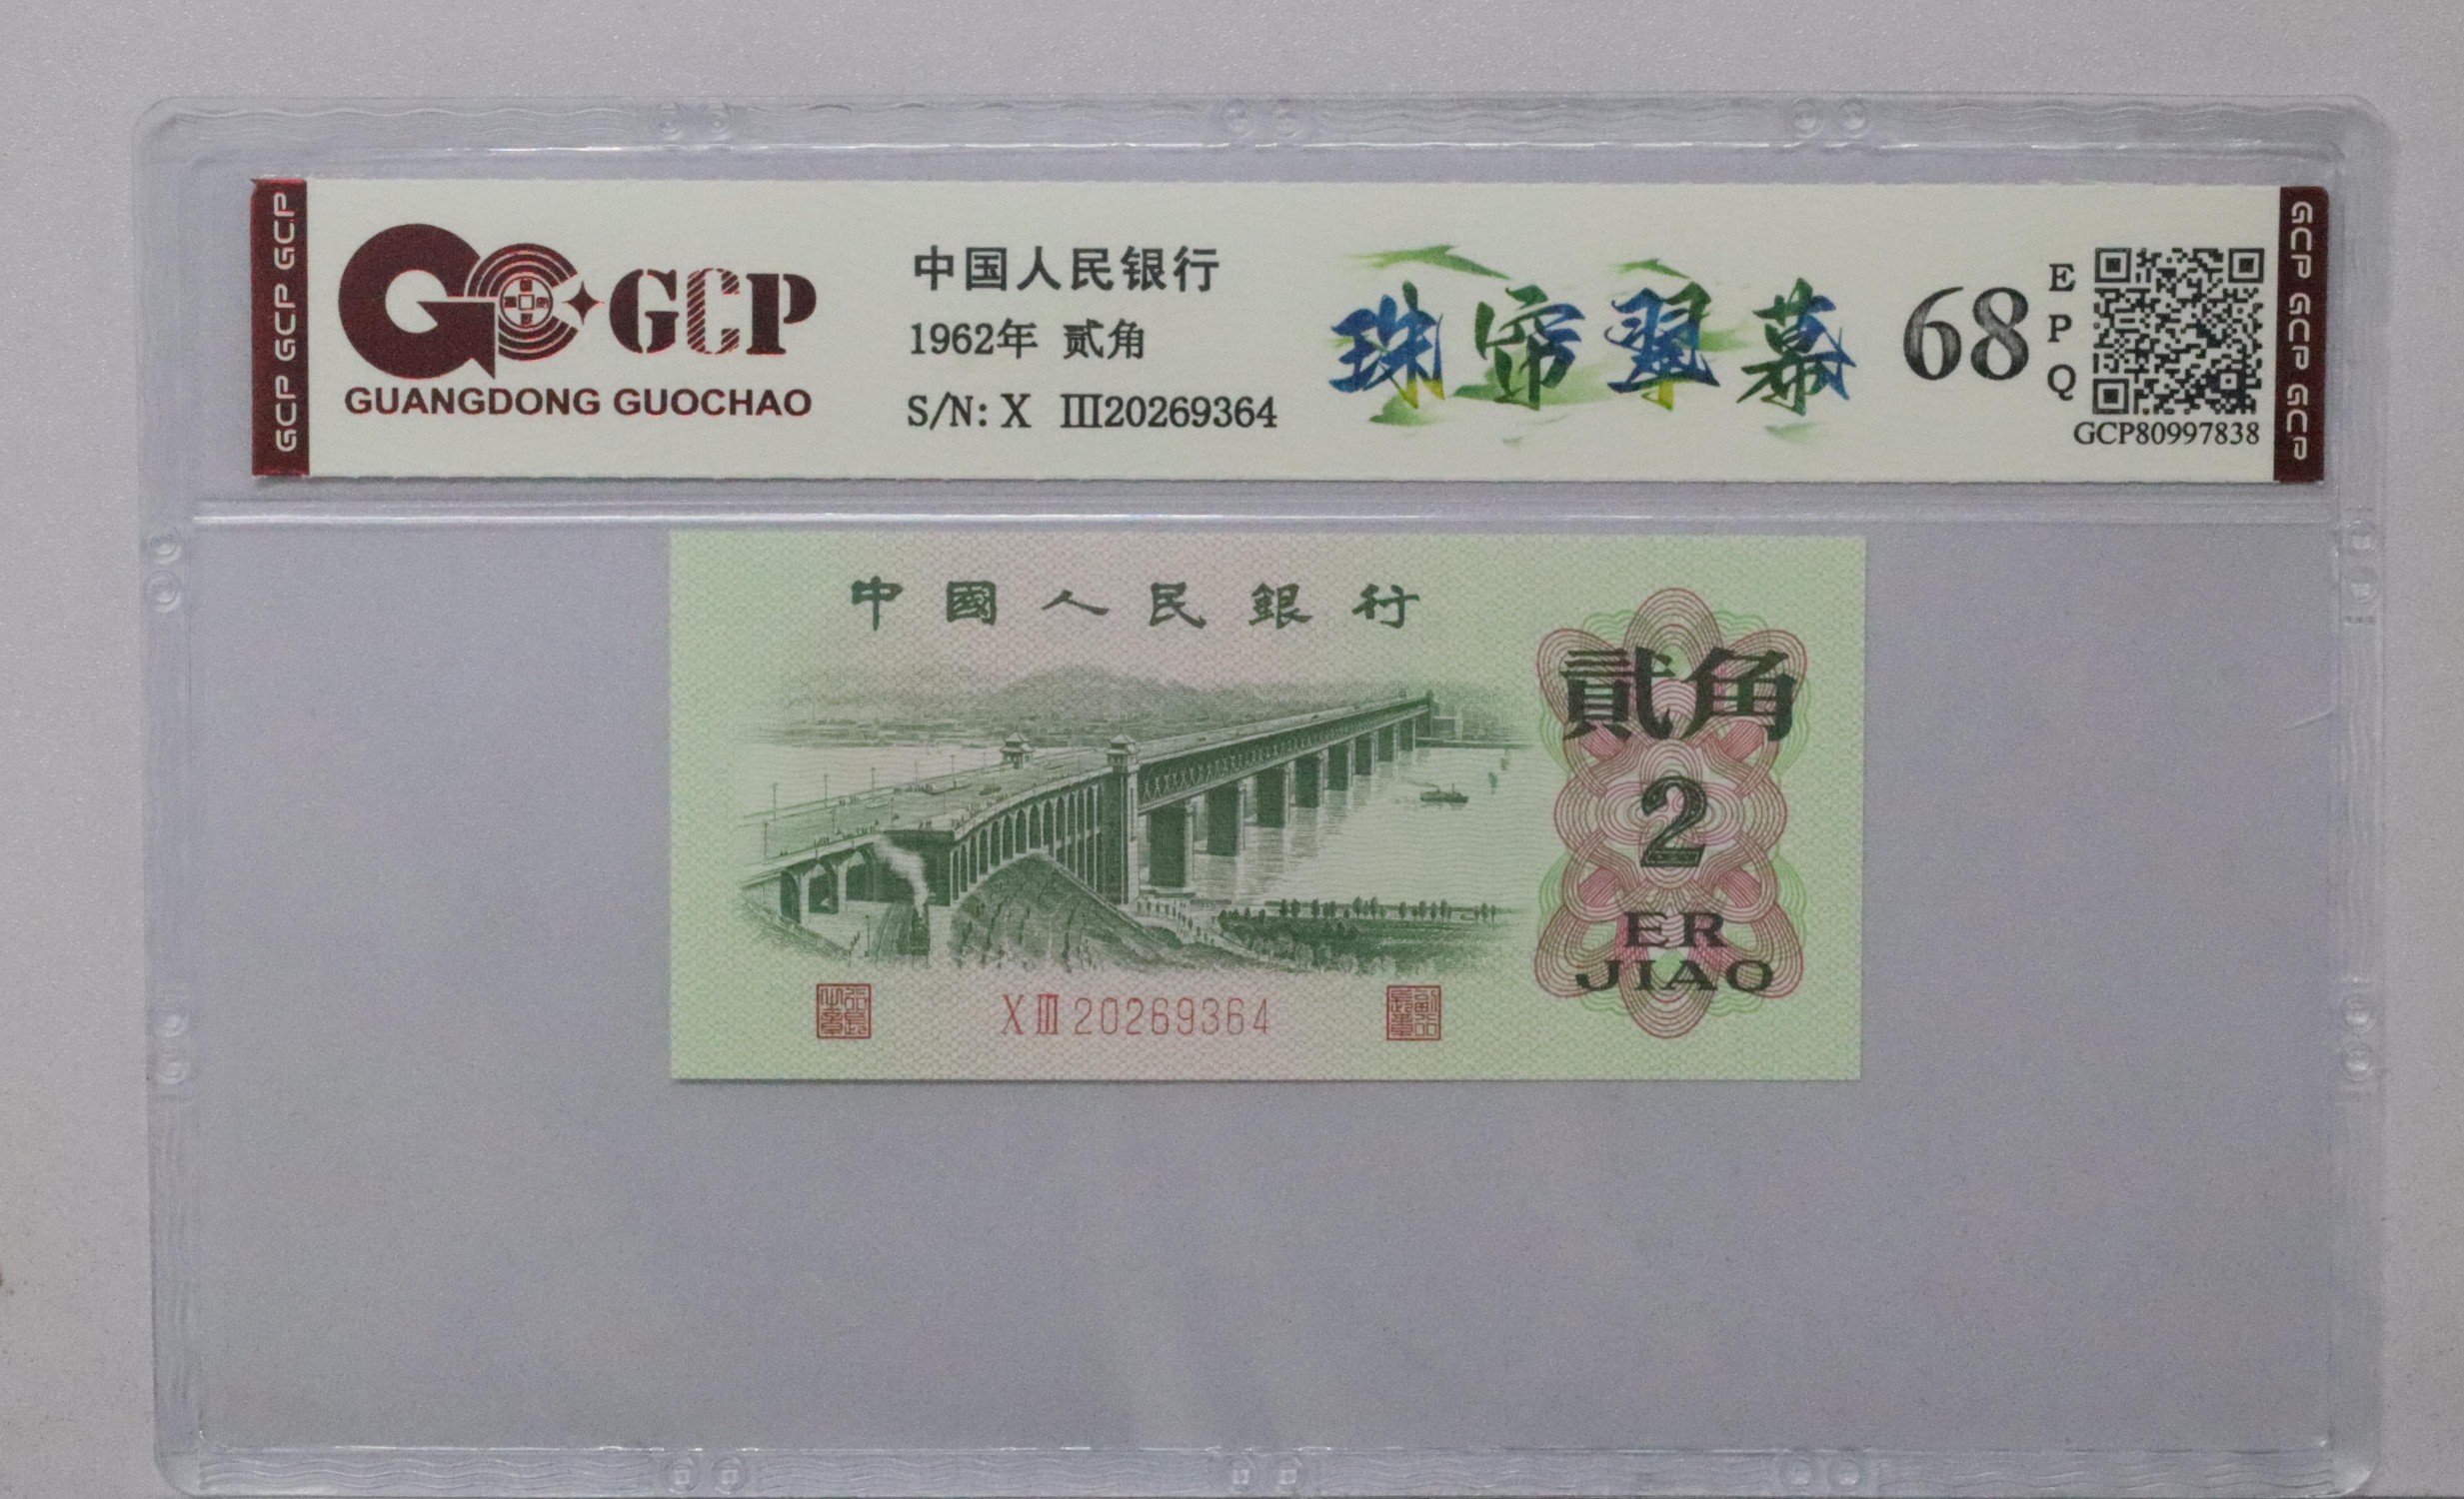 GCP GCP GCP
GCP
GUANGDONG GUOCHAO
中国人民银行
1962年 贰角
S/N: X Ⅲ20269364
珠帘翠幕
68
EPQ
GCP80997838
GCP GCP GCP
中國人民銀行
貳角
2
ER
JIAO
XⅢ20269364